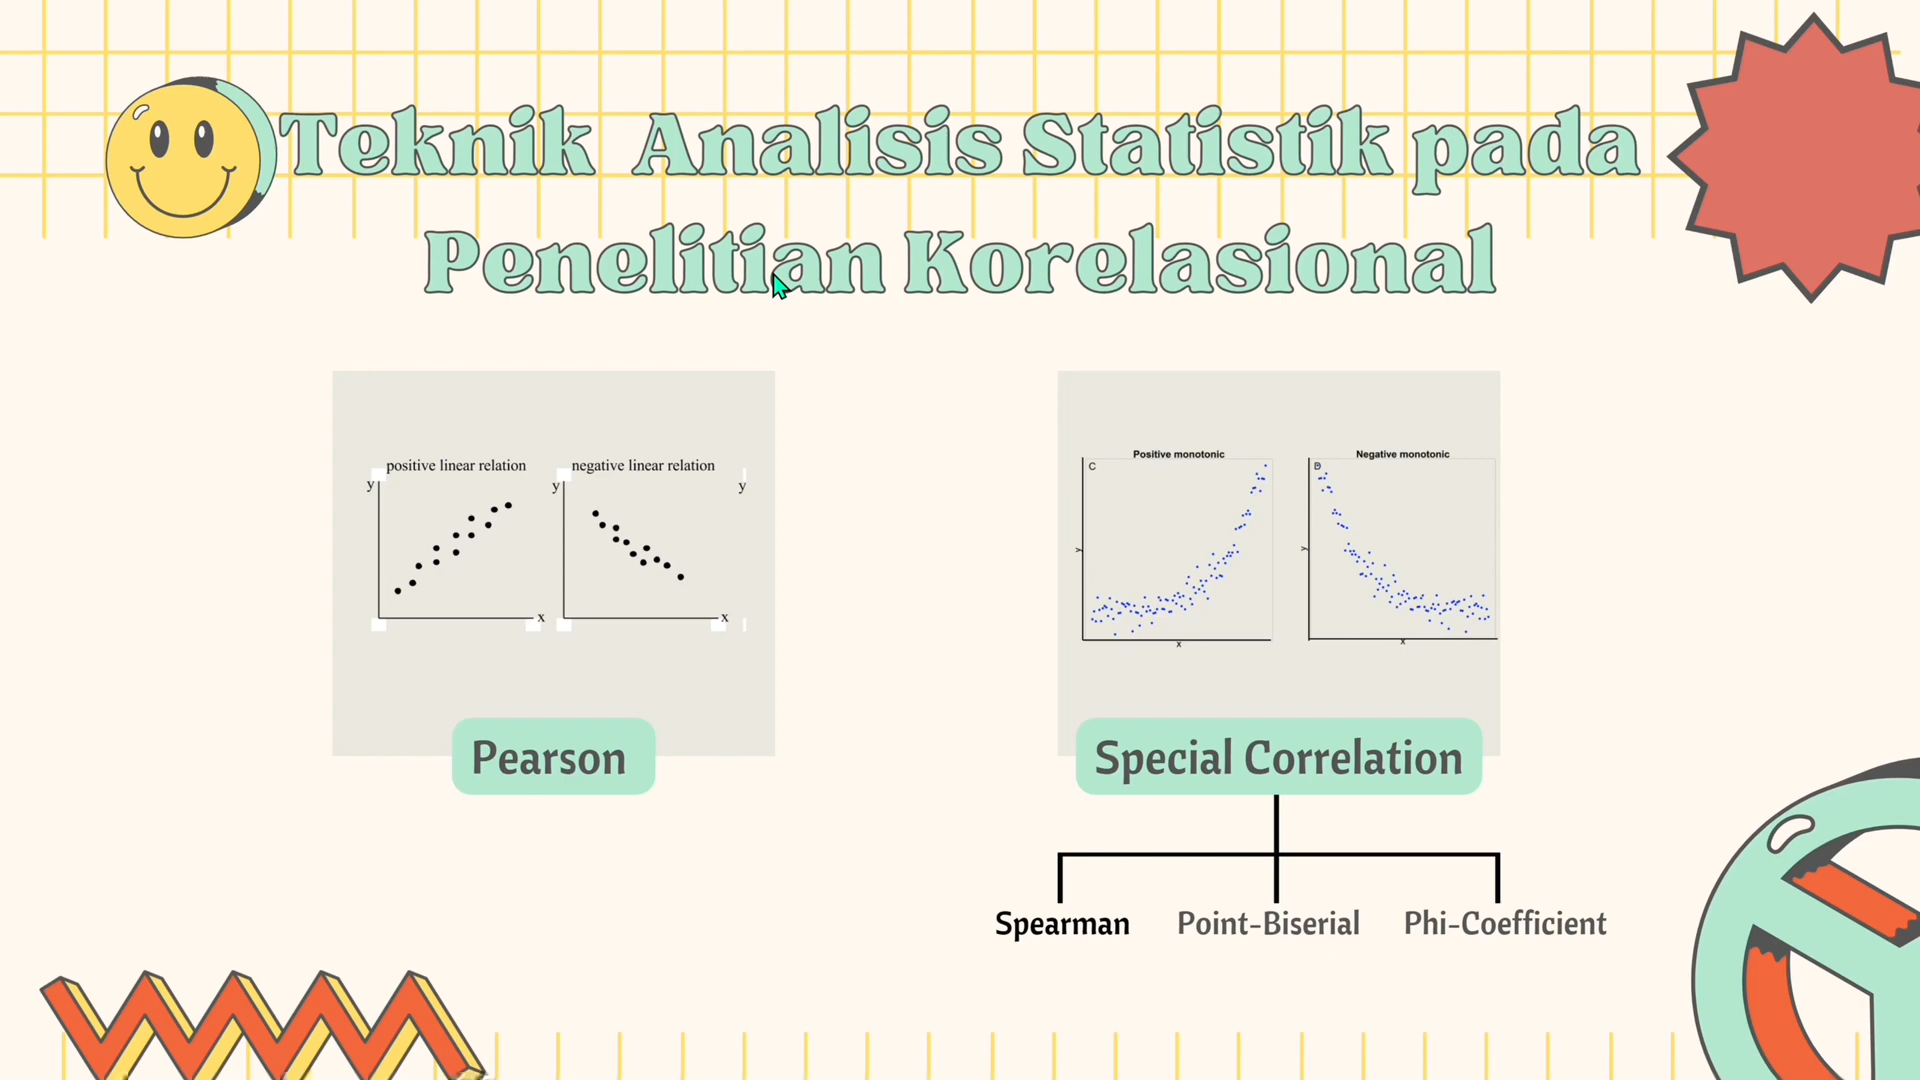 Teknik Analisis Statistik pada
Penelitian Korelasional
positive linear relation
y
x
negative linear relation
y
x
y
Pearson
Positive monotonic
C
y
x
Negative monotonic
D
y
x
Special Correlation
Spearman
Point-Biserial
Phi-Coefficient